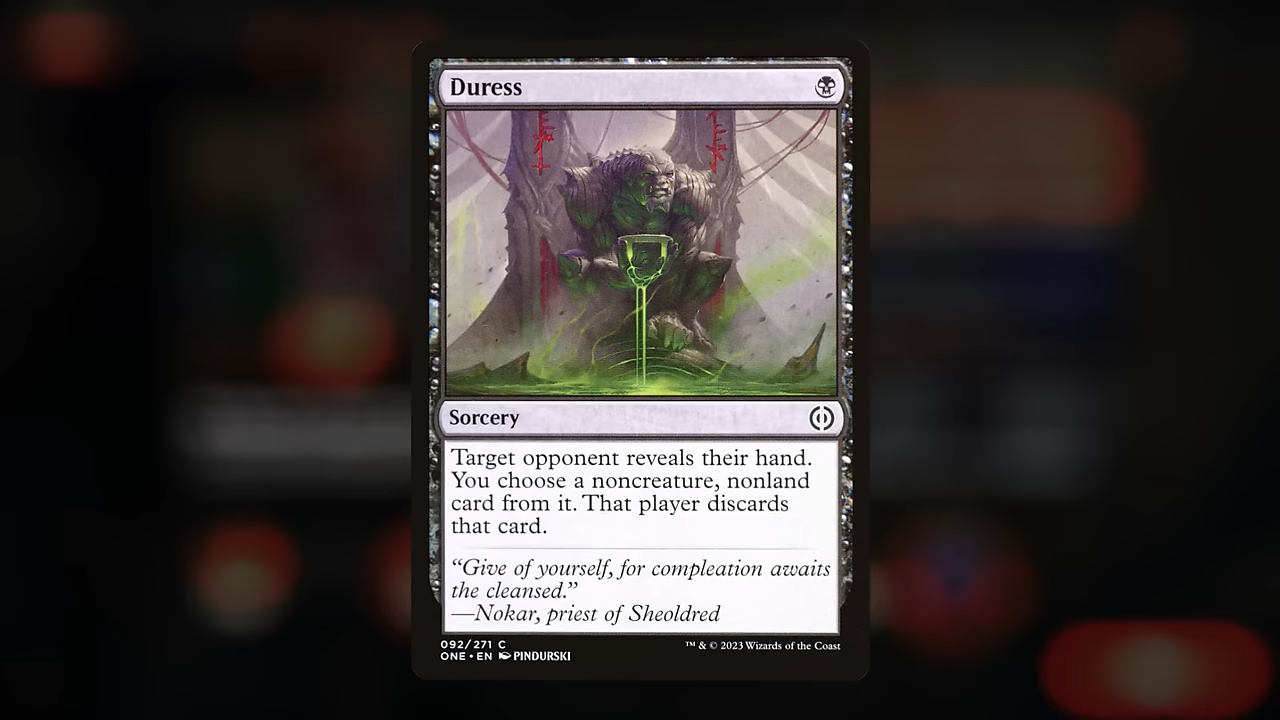 Duress
Sorcery
Target opponent reveals their hand.
You choose a noncreature, nonland
card from it. That player discards
that card.
“Give of yourself, for compleation awaits
the cleansed.”
—Nokar, priest of Sheoldred
092/271 C
ONE • EN PINDURSKI
™ & © 2023 Wizards of the Coast